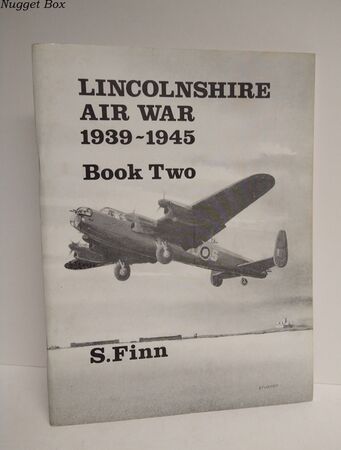 Nugget Box
LINCOLNSHIRE
AIR WAR
1939~1945
Book Two
S.Finn